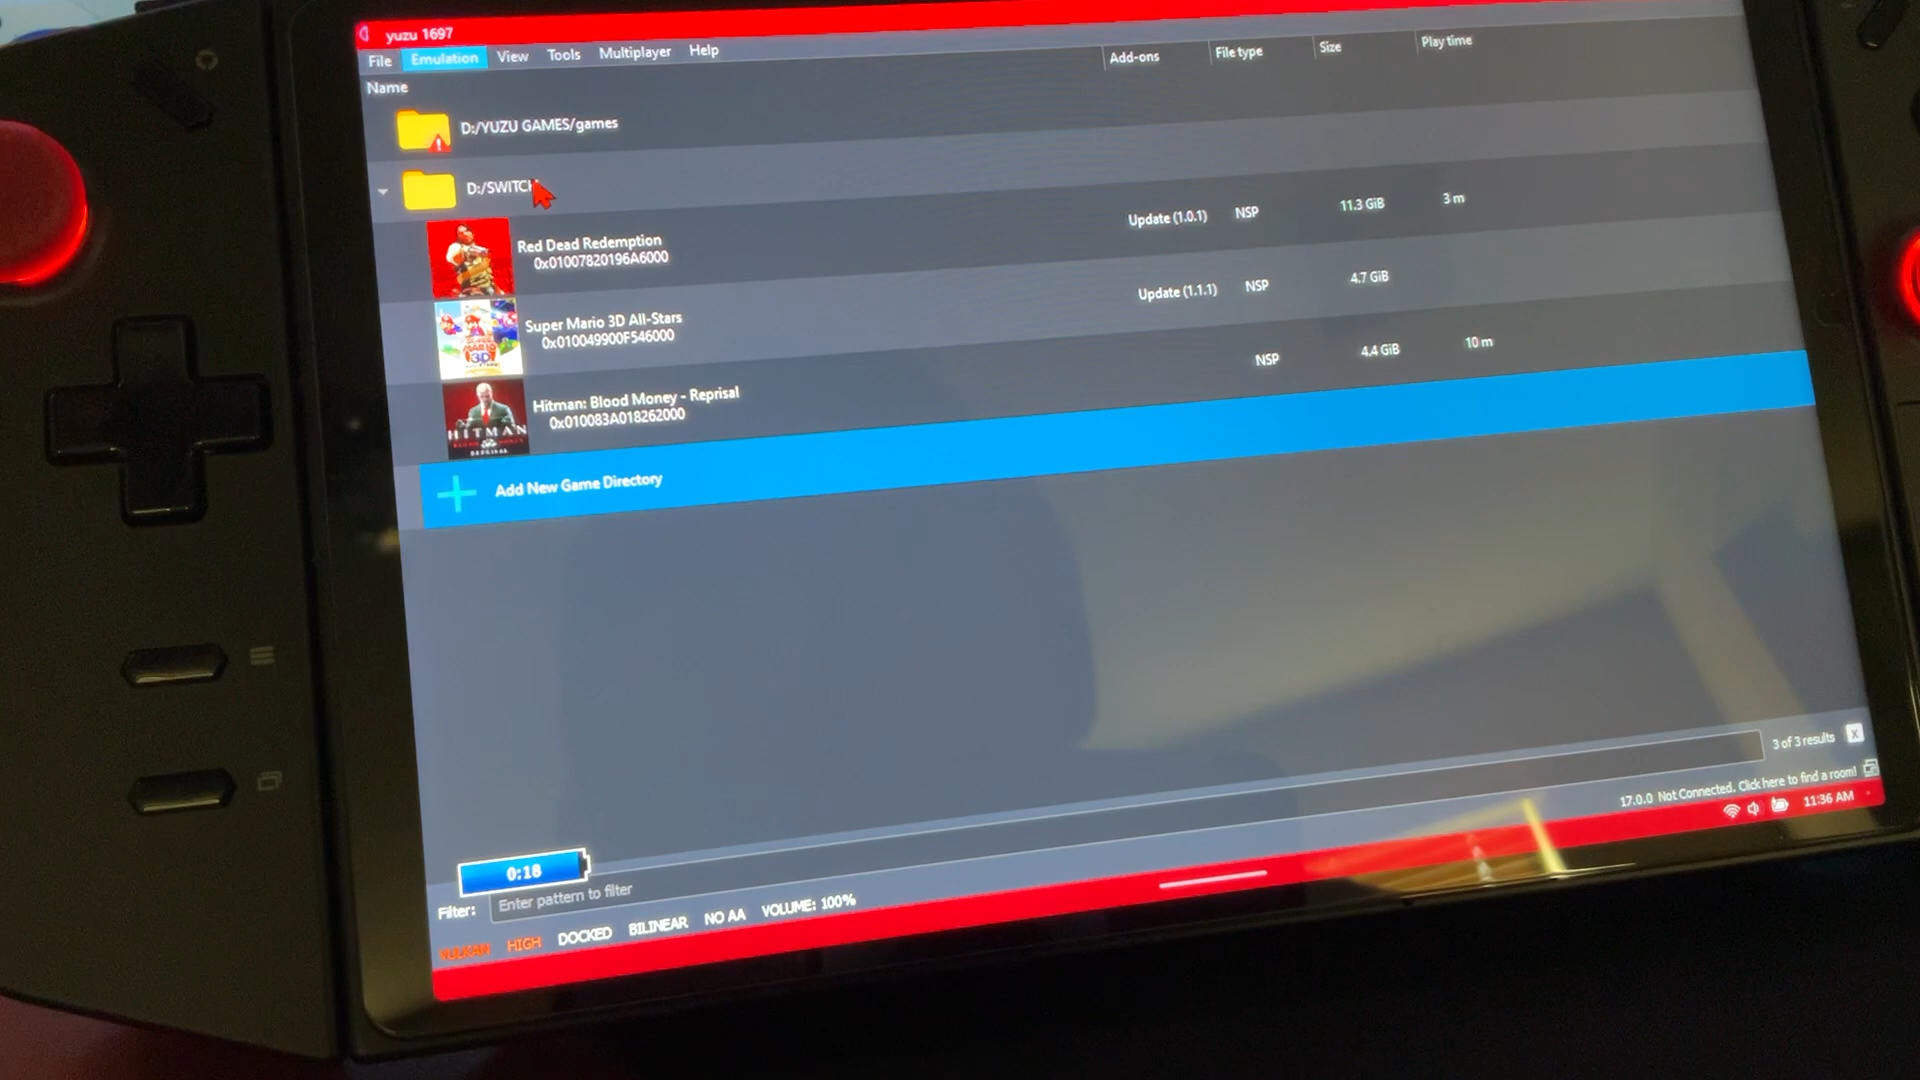 yuzu 1697
File Emulation View Tools Multiplayer Help
Name Add-ons File type Size Play time
D:/YUZU GAMES/games
D:/SWITCH
Red Dead Redemption
0x01007820196A6000
Update (1.0.1) NSP 11.3 GiB 3 m
Super Mario 3D All-Stars
0x010049900F546000
Update (1.1.1) NSP 4.7 GiB
HITMAN
Hitman: Blood Money - Reprisal
0x010083A018262000
NSP 4.4 GiB 10 m
Add New Game Directory
3 of 3 results X
0:18
Filter: Enter pattern to filter
17.0.0 Not Connected. Click here to find a room!
VULKAN HIGH DOCKED BILINEAR NO AA VOLUME: 100%
11:36 AM